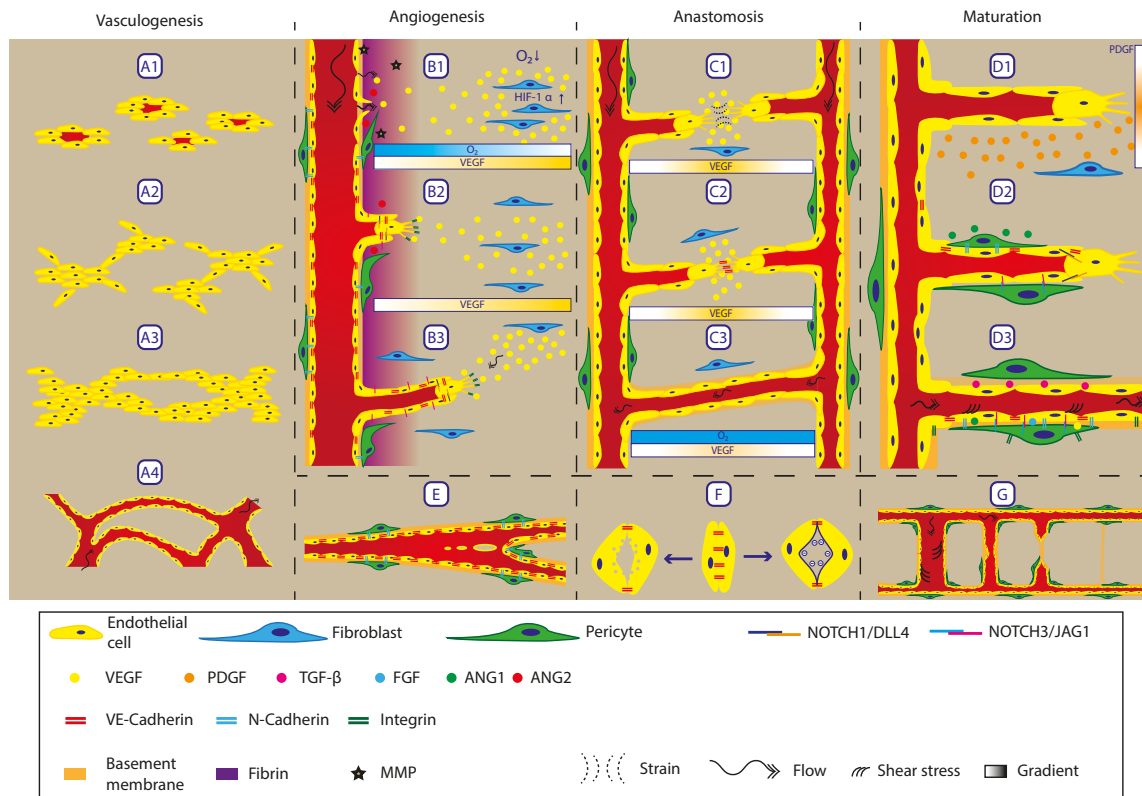 Vasculogenesis
Angiogenesis
Anastomosis
Maturation
A1
A2
A3
A4
B1
O₂↓
HIF-1 α ↑
O₂
VEGF
B2
VEGF
B3
C1
VEGF
C2
VEGF
C3
O₂
VEGF
D1
PDGF
D2
D3
E
F
G
Endothelial
cell
Fibroblast
Pericyte
NOTCH1/DLL4
NOTCH3/JAG1
VEGF
PDGF
TGF-β
FGF
ANG1
ANG2
VE-Cadherin
N-Cadherin
Integrin
Basement
membrane
Fibrin
MMP
Strain
Flow
Shear stress
Gradient